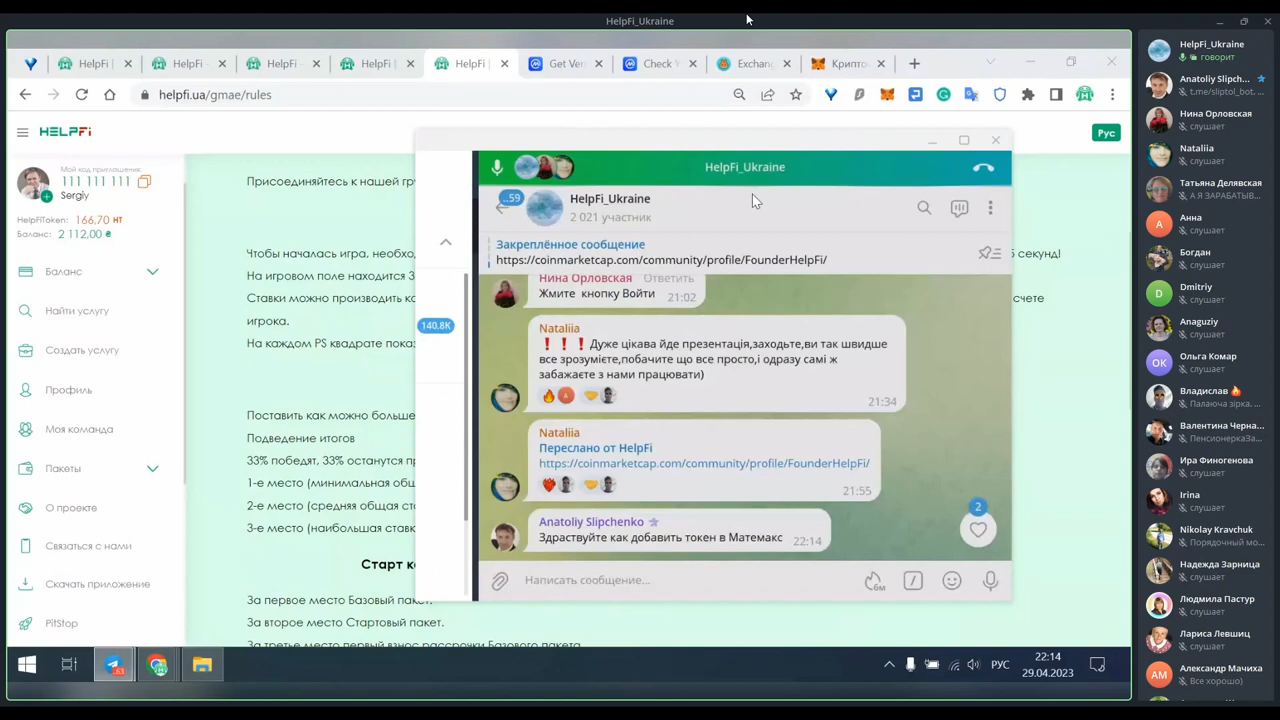 HelpFi_Ukraine
HelpFi |
HelpFi -
HelpFi -
HelpFi |
HelpFi |
Get Ver
Check Y
Exchang
Крипто
helpfi.ua/gmae/rules
HELPFi
Рус
Мой код приглашения:
111 111 111
Sergiy
HelpFiToken: 166,70 HT
Баланс: 2 112,00 ₴
Баланс
Найти услугу
Создать услугу
Профиль
Моя команда
Пакеты
О проекте
Связаться с нами
Скачать приложение
PitStop
Присоединяйтесь к нашей гр
Чтобы началась игра, необхо
секунд!
На игровом поле находится 3
Ставки можно производить ка
счете
игрока.
На каждом PS квадрате показ
Поставить как можно больше
Подведение итогов
33% победят, 33% останутся пр
1-е место (минимальная общ
2-е место (средняя общая ст
3-е место (наибольшая ставк
Старт к
За первое место Базовый пакет.
За второе место Стартовый пакет.
За третье место первый взнос рассрочки Базового пакета
140.8K
HelpFi_Ukraine
..59
HelpFi_Ukraine
2 021 участник
Закреплённое сообщение
https://coinmarketcap.com/community/profile/FounderHelpFi/
Нина Орловская Ответить
Жмите кнопку Войти 21:02
Nataliia
❗❗❗Дуже цікава йде презентація,заходьте,ви так швидше
все зрозумієте,побачите що все просто,і одразу самі ж
забажаєте з нами працювати)
A
21:34
Nataliia
Переслано от HelpFi
https://coinmarketcap.com/community/profile/FounderHelpFi/
21:55
Anatoliy Slipchenko
Здраствуйте как добавить токен в Матемакс 22:14
2
Написать сообщение...
6м
63
РУС
22:14
29.04.2023
HelpFi_Ukraine
говорит
Anatoliy Slipch...
t.me/sliptol_bot.
Нина Орловская
слушает
Nataliia
слушает
Татьяна Делявская
А Я ЗАРАБАТЫВ...
A
Анна
слушает
Богдан
слушает
D
Dmitriy
слушает
Anaguziy
слушает
ОК
Ольга Комар
слушает
Владислав 🔥
Палаюча зірка. ...
Валентина Черна...
ПенсионеркаЗа...
Ира Финогенова
слушает
Irina
слушает
Nikolay Kravchuk
Порядочный мо...
Надежда Зарница
слушает
Людмила Пастур
слушает
Лариса Левшиц
слушает
АМ
Александр Мачиха
Все хорошо)